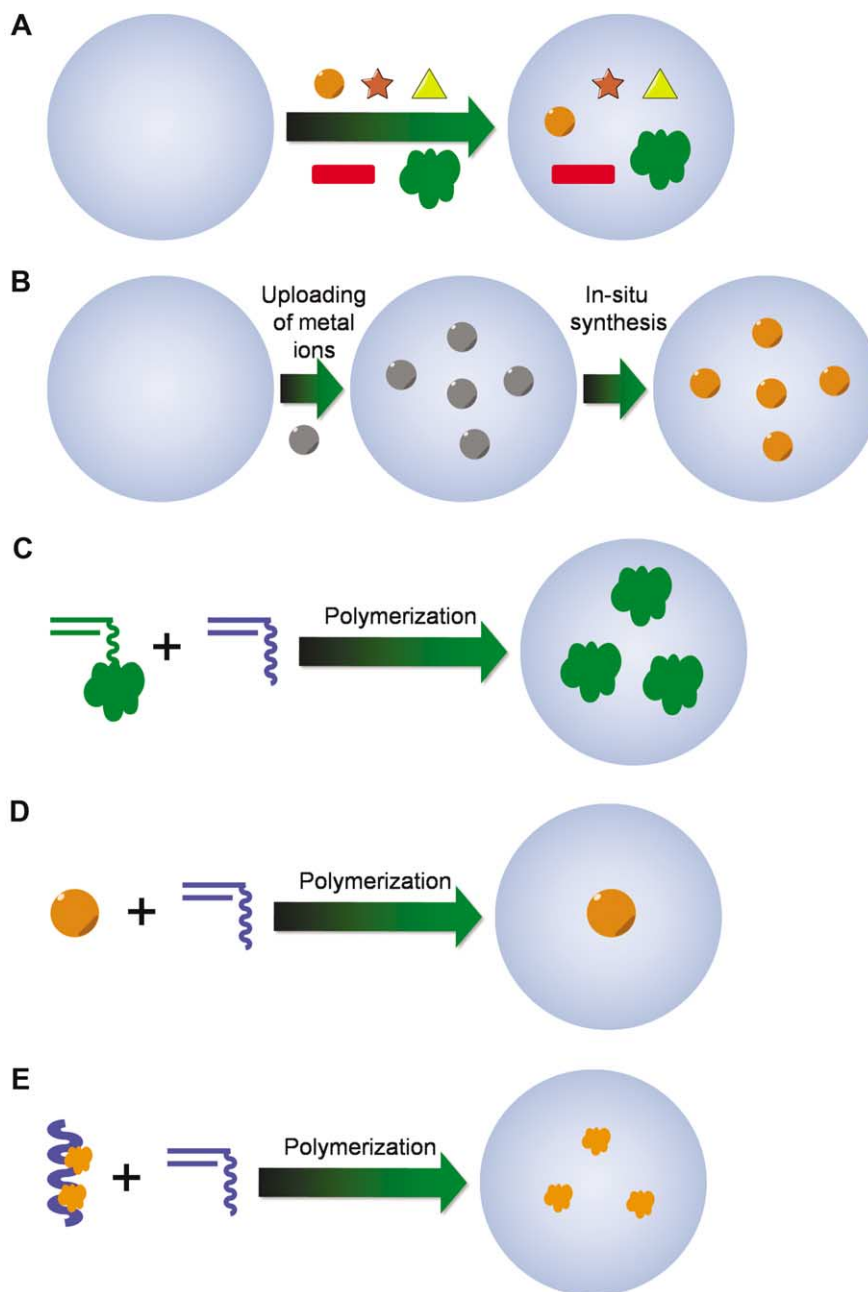 A
B
Uploading
of metal
ions
In-situ
synthesis
C
+
Polymerization
D
+
Polymerization
E
+
Polymerization